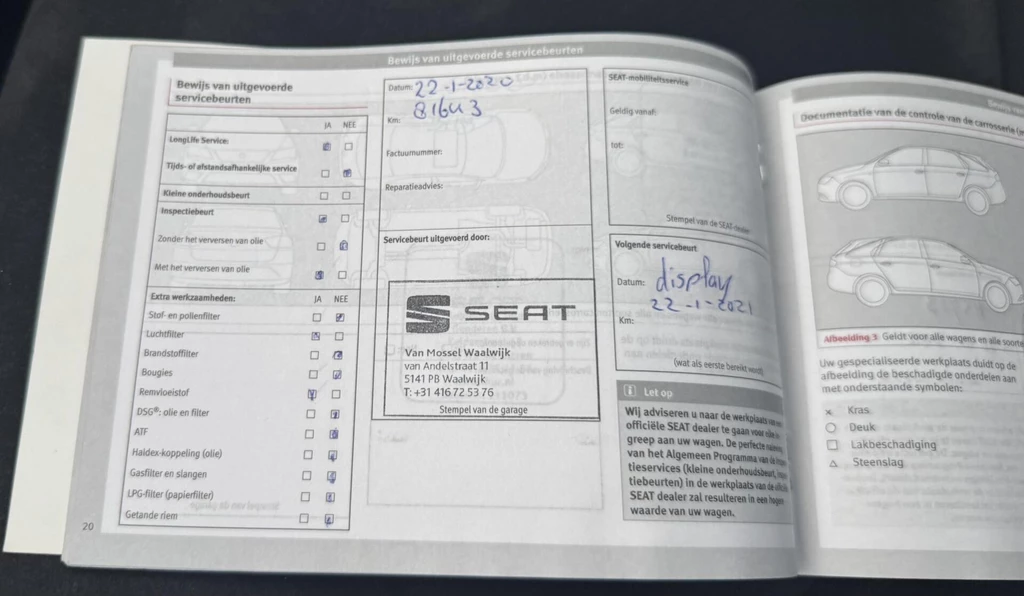 Bewijs van uitgevoerde servicebeurten
Bewijs van uitgevoerde
servicebeurten
JA NEE
LongLife Service:
Tijds- of afstandsafhankelijke service
Kleine onderhoudsbeurt
Inspectiebeurt
Zonder het verversen van olie
Met het verversen van olie
Extra werkzaamheden: JA NEE
Stof- en pollenfilter
Luchtfilter
Brandstoffilter
Bougies
Remvloeistof
DSG®: olie en filter
ATF
Haldex-koppeling (olie)
Gasfilter en slangen
LPG-filter (papierfilter)
Getande riem
20
Datum: 22-1-2020
Km: 81643
Factuurnummer:
Reparatieadvies:
Servicebeurt uitgevoerd door:
SEAT
Van Mossel Waalwijk
van Andelstraat 11
5141 PB Waalwijk
T: +31 416 72 53 76
Stempel van de garage
SEAT-mobiliteitsservice
Geldig vanaf:
tot:
Stempel van de SEAT-dealer
Volgende servicebeurt
Datum: display
22-1-2021
Km:
(wat als eerste bereikt wordt)
Let op
Wij adviseren u naar de werkplaats van een
officiële SEAT dealer te gaan voor elke in-
greep aan uw wagen. De perfecte
van het Algemeen Programma van de
tieservices (kleine onderhoudsbeurt,
tiebeurten) in de werkplaats van de
SEAT dealer zal resulteren in een hogere
waarde van uw wagen.
Documentatie van de controle van de carrosserie
Afbeelding 3 Geldt voor alle wagens en alle
Uw gespecialiseerde werkplaats duidt op de
afbeelding de beschadigde onderdelen aan
met onderstaande symbolen:
× Kras
○ Deuk
□ Lakbeschadiging
△ Steenslag